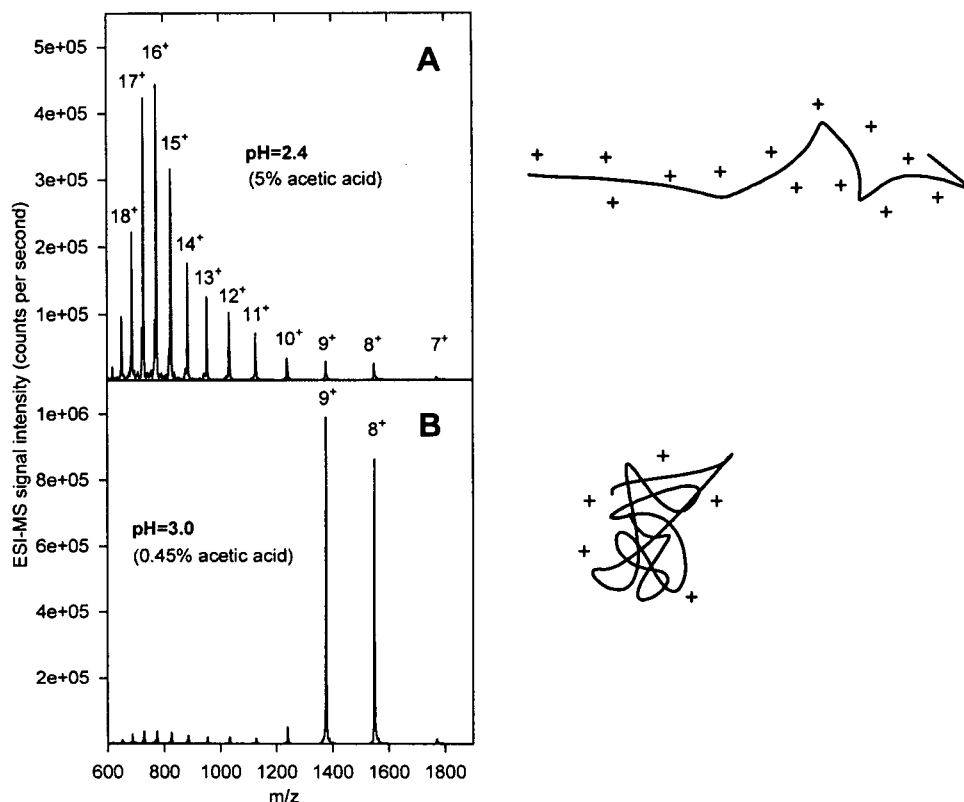 ESI-MS signal intensity (counts per second)
5e+05
4e+05
3e+05
2e+05
1e+05
A
pH=2.4
(5% acetic acid)
18⁺
17⁺
16⁺
15⁺
14⁺
13⁺
12⁺
11⁺
10⁺
9⁺
8⁺
7⁺
+ + + + + + + + + + + + + +
1e+06
8e+05
6e+05
4e+05
2e+05
B
pH=3.0
(0.45% acetic acid)
9⁺
8⁺
+ + + + +
600 800 1000 1200 1400 1600 1800
m/z